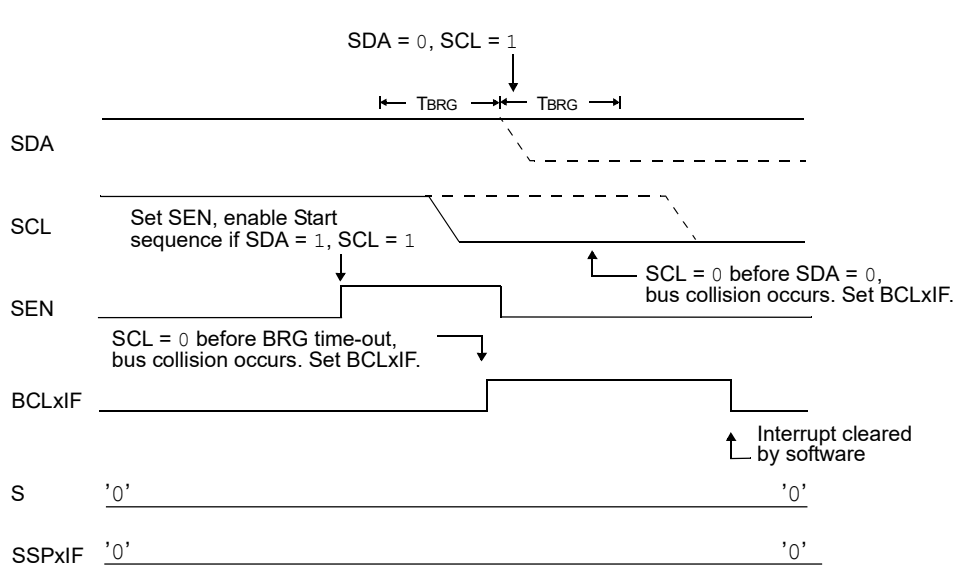 SDA = 0, SCL = 1
TBRG TBRG
SDA
SCL
Set SEN, enable Start
sequence if SDA = 1, SCL = 1
SCL = 0 before SDA = 0,
bus collision occurs. Set BCLxIF.
SEN
SCL = 0 before BRG time-out,
bus collision occurs. Set BCLxIF.
BCLxIF
Interrupt cleared
by software
S '0' '0'
SSPxIF '0' '0'